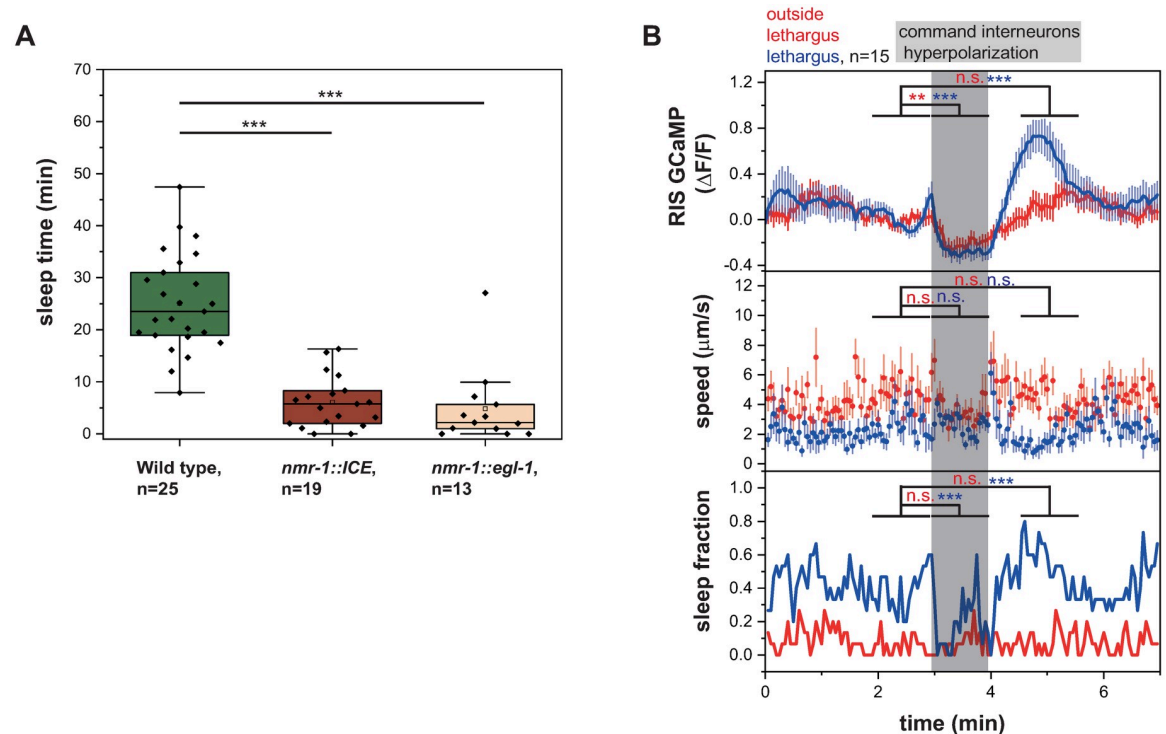 A
70
60
50
40
30
20
10
0
sleep time (min)
***
***
Wild type,
n=25
nmr-1::ICE,
n=19
nmr-1::egl-1,
n=13
B
outside
lethargus
lethargus, n=15
command interneurons
hyperpolarization
1.2
0.8
0.4
0.0
-0.4
RIS GCaMP
(ΔF/F)
n.s. ***
** ***
12
10
8
6
4
2
0
speed (μm/s)
n.s. n.s.
n.s. n.s.
1.0
0.8
0.6
0.4
0.2
0.0
sleep fraction
n.s. ***
n.s. ***
0 2 4 6
time (min)